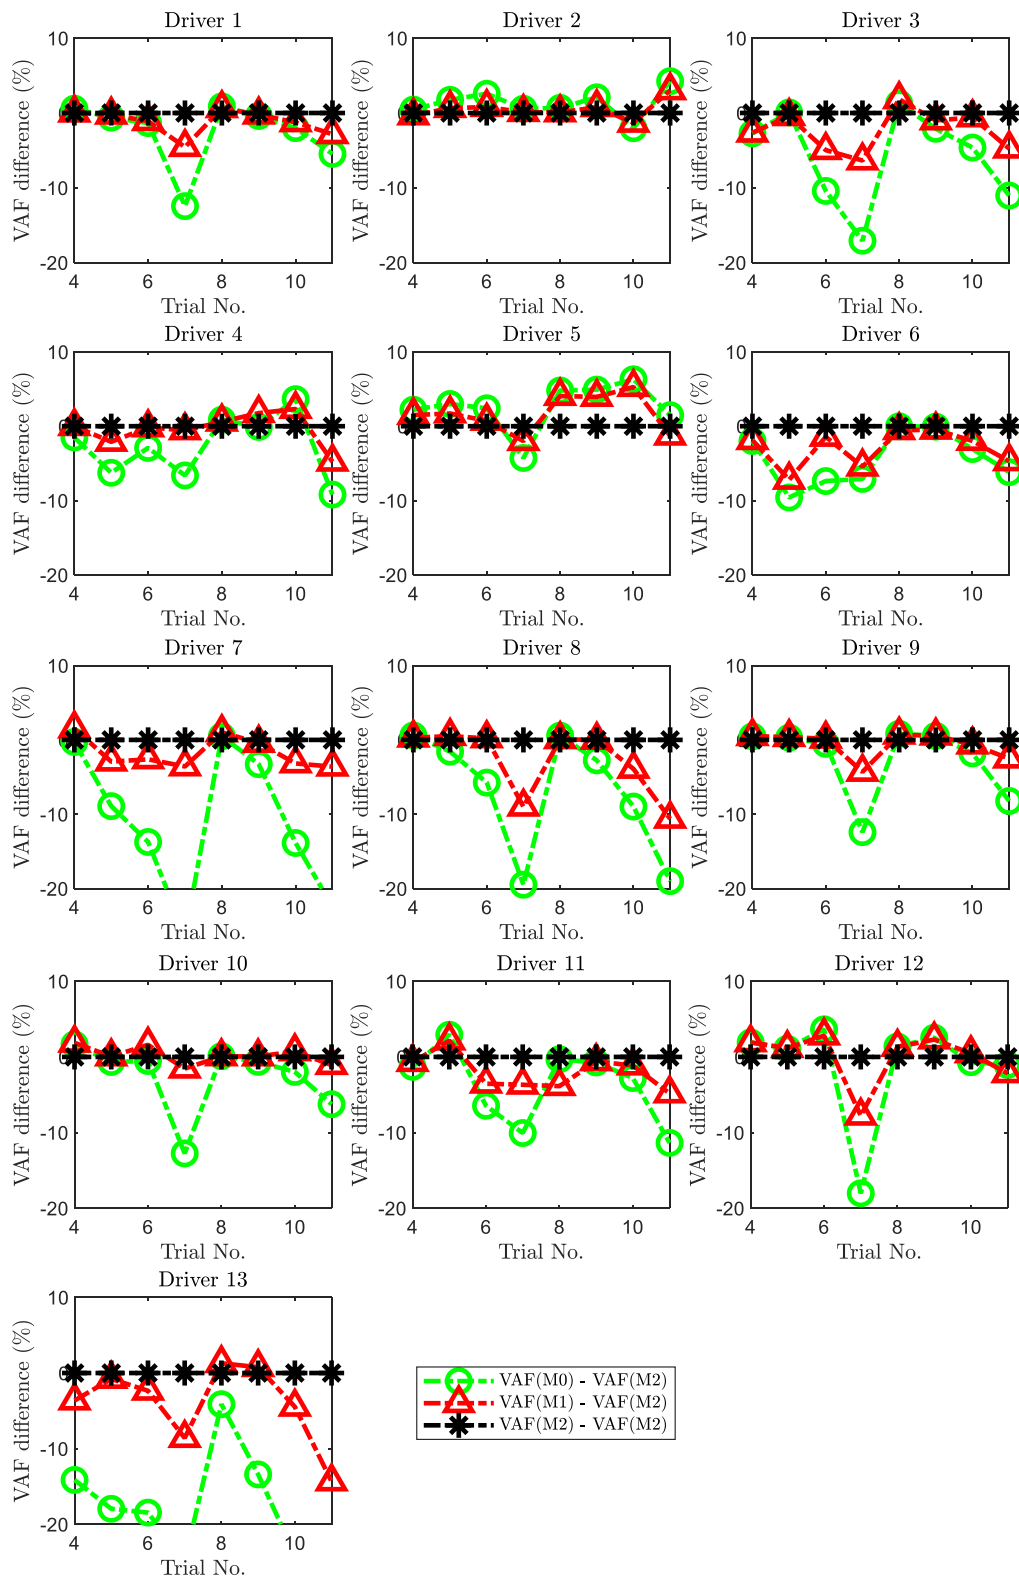 Driver 1 Driver 2 Driver 3
10 10 10
0 0 0
-10 -10 -10
-20 -20 -20
VAF difference (%) VAF difference (%) VAF difference (%)
4 6 8 10 4 6 8 10 4 6 8 10
Trial No. Trial No. Trial No.
Driver 4 Driver 5 Driver 6
10 10 10
0 0 0
-10 -10 -10
-20 -20 -20
VAF difference (%) VAF difference (%) VAF difference (%)
4 6 8 10 4 6 8 10 4 6 8 10
Trial No. Trial No. Trial No.
Driver 7 Driver 8 Driver 9
10 10 10
0 0 0
-10 -10 -10
-20 -20 -20
VAF difference (%) VAF difference (%) VAF difference (%)
4 6 8 10 4 6 8 10 4 6 8 10
Trial No. Trial No. Trial No.
Driver 10 Driver 11 Driver 12
10 10 10
0 0 0
-10 -10 -10
-20 -20 -20
VAF difference (%) VAF difference (%) VAF difference (%)
4 6 8 10 4 6 8 10 4 6 8 10
Trial No. Trial No. Trial No.
Driver 13
10
0
-10
-20
VAF difference (%)
4 6 8 10
Trial No.
VAF(M0) - VAF(M2)
VAF(M1) - VAF(M2)
VAF(M2) - VAF(M2)